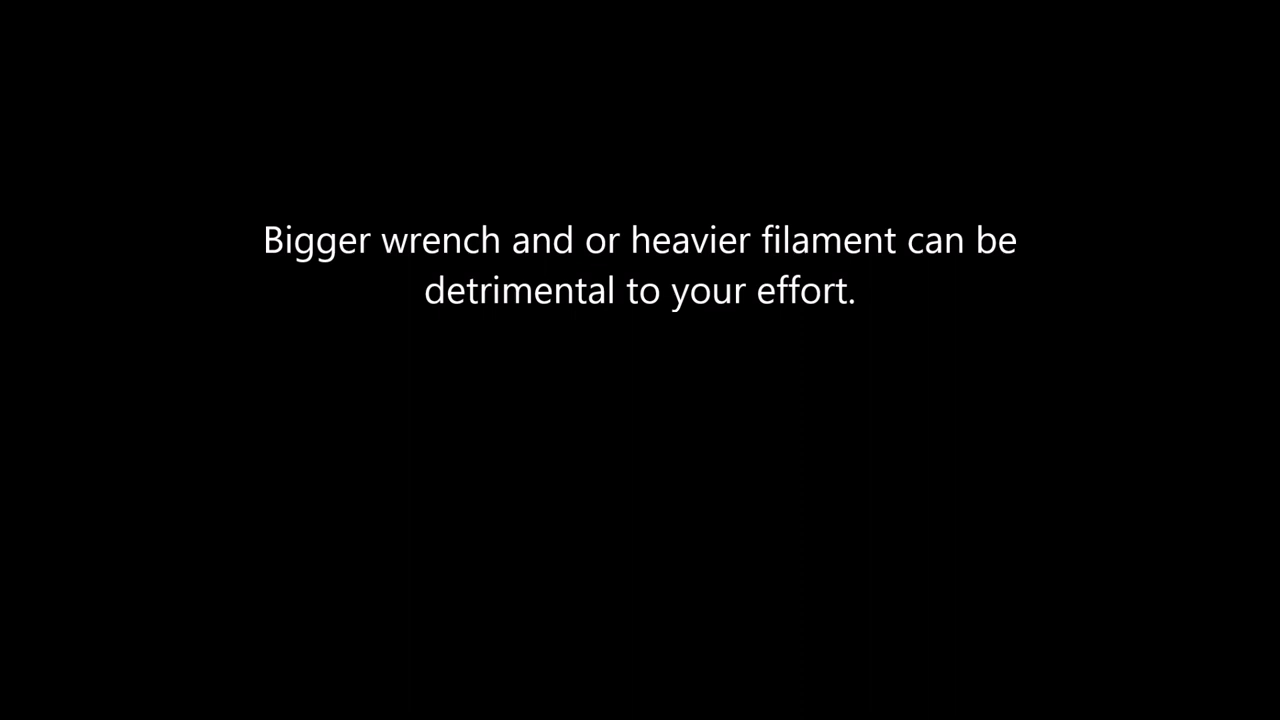 Bigger wrench and or heavier filament can be
detrimental to your effort.